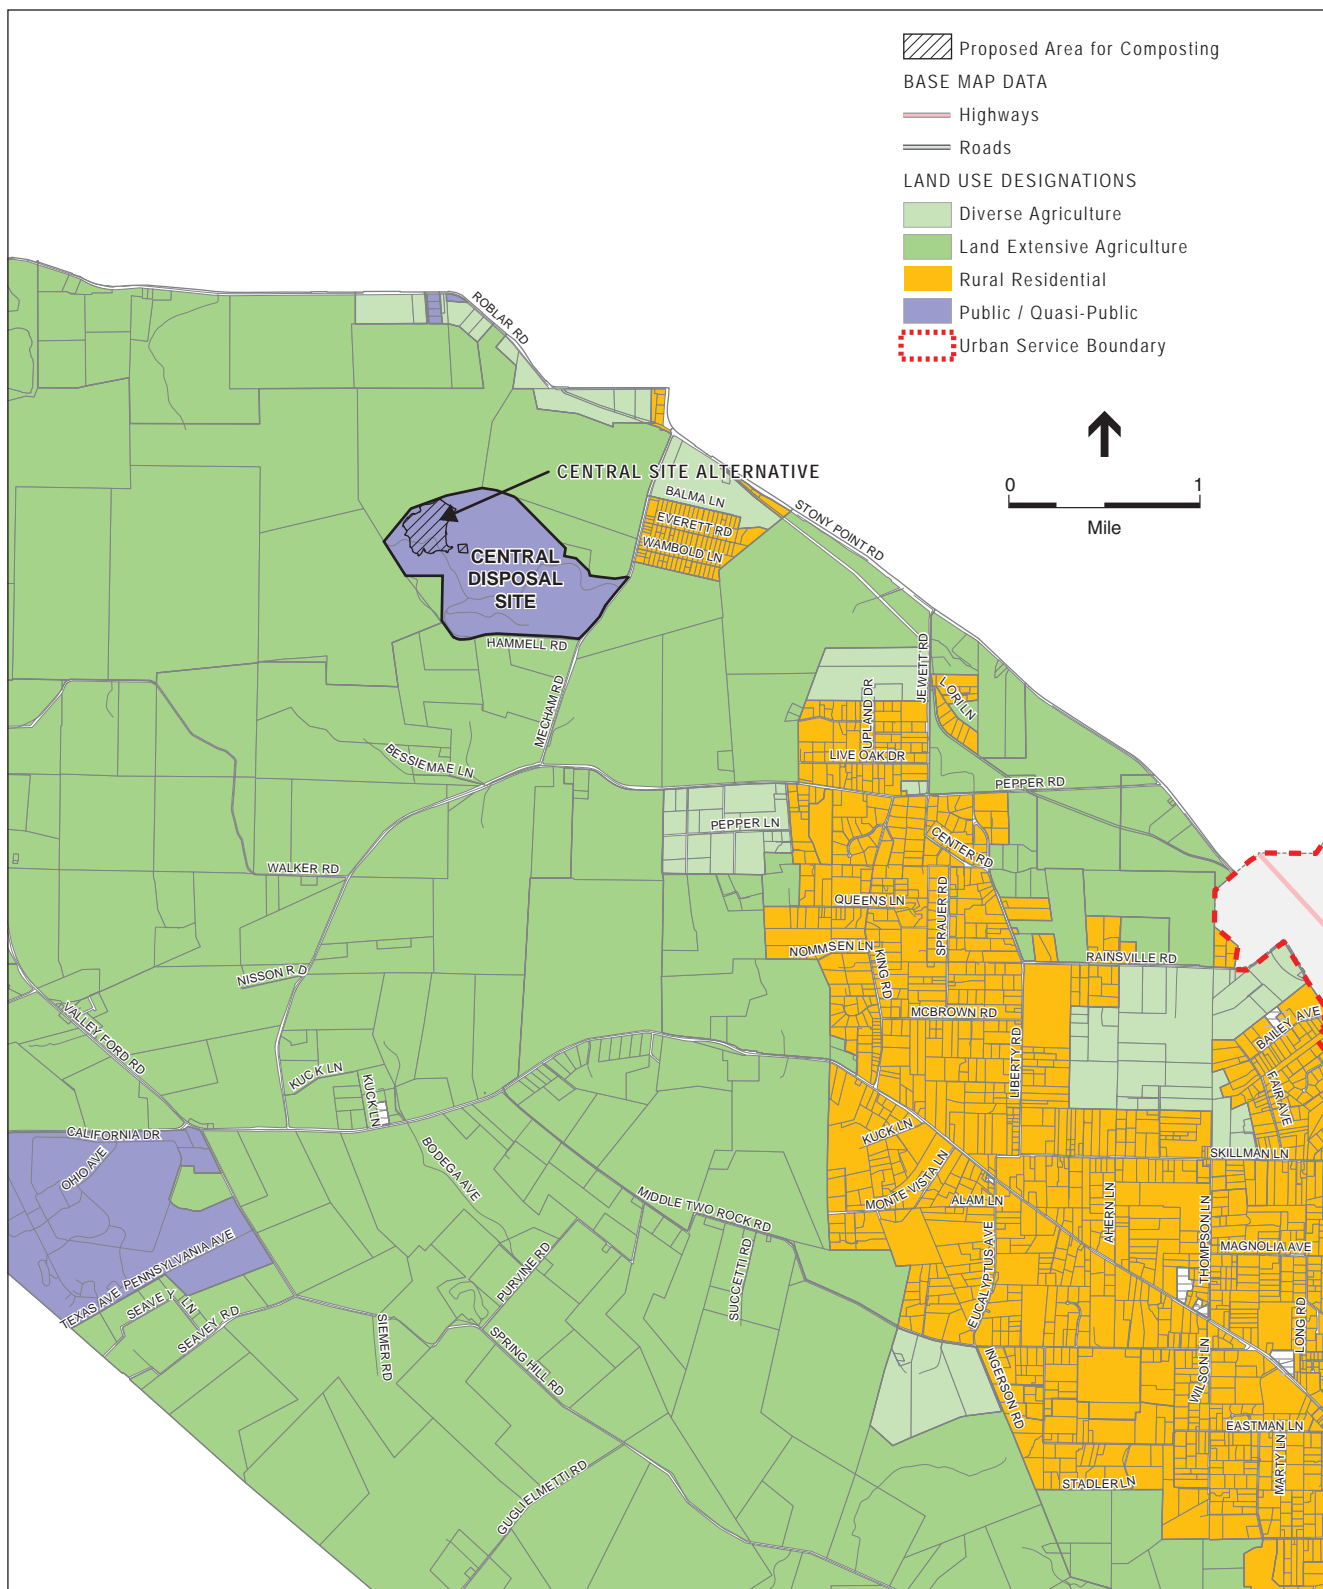 Proposed Area for Composting
BASE MAP DATA
Highways
Roads
LAND USE DESIGNATIONS
Diverse Agriculture
Land Extensive Agriculture
Rural Residential
Public / Quasi-Public
Urban Service Boundary
0 1
Mile
ROBLAR RD
CENTRAL SITE ALTERNATIVE
BALMA LN
EVERETT RD
WAMBOLD LN
STONY POINT RD
CENTRAL
DISPOSAL
SITE
HAMMELL RD
MECHAM RD
JEWETT RD
LORI LN
UPLAND DR
LIVE OAK DR
BESSIEMAE LN
PEPPER RD
PEPPER LN
CENTER RD
WALKER RD
QUEENS LN
SPRAUER RD
NOMMSEN LN
KING RD
RAINSVILLE RD
NISSON R D
VALLEY FORD RD
MCBROWN RD
LIBERTY RD
BAILEY AVE
FAIR AVE
KUCK LN
KUCK LN
KUCK LN
CALIFORNIA DR
OHIO AVE
BODEGA AVE
SKILLMAN LN
MONTE VISTA LN
ALAM LN
MIDDLE TWO ROCK RD
AHERN LN
THOMPSON LN
MAGNOLIA AVE
PENNSYLVANIA AVE
TEXAS AVE
SEAVE Y LN
SEAVEY RD
PURVINE RD
SUCCETTI RD
EUCALYPTUS AVE
SIEMER RD
SPRING HILL RD
INGERSON RD
WILSON LN
LONG RD
EASTMAN LN
MARTY LN
STADLER LN
GUGLIELMETTI RD